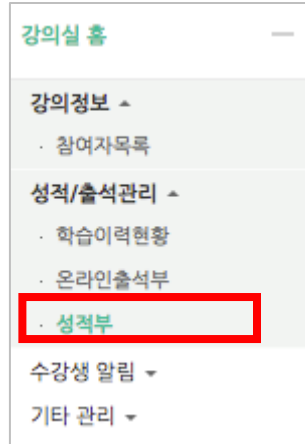 강의실 홈
강의정보
· 참여자목록
성적/출석관리
· 학습이력현황
· 온라인출석부
· 성적부
수강생 알림
기타 관리